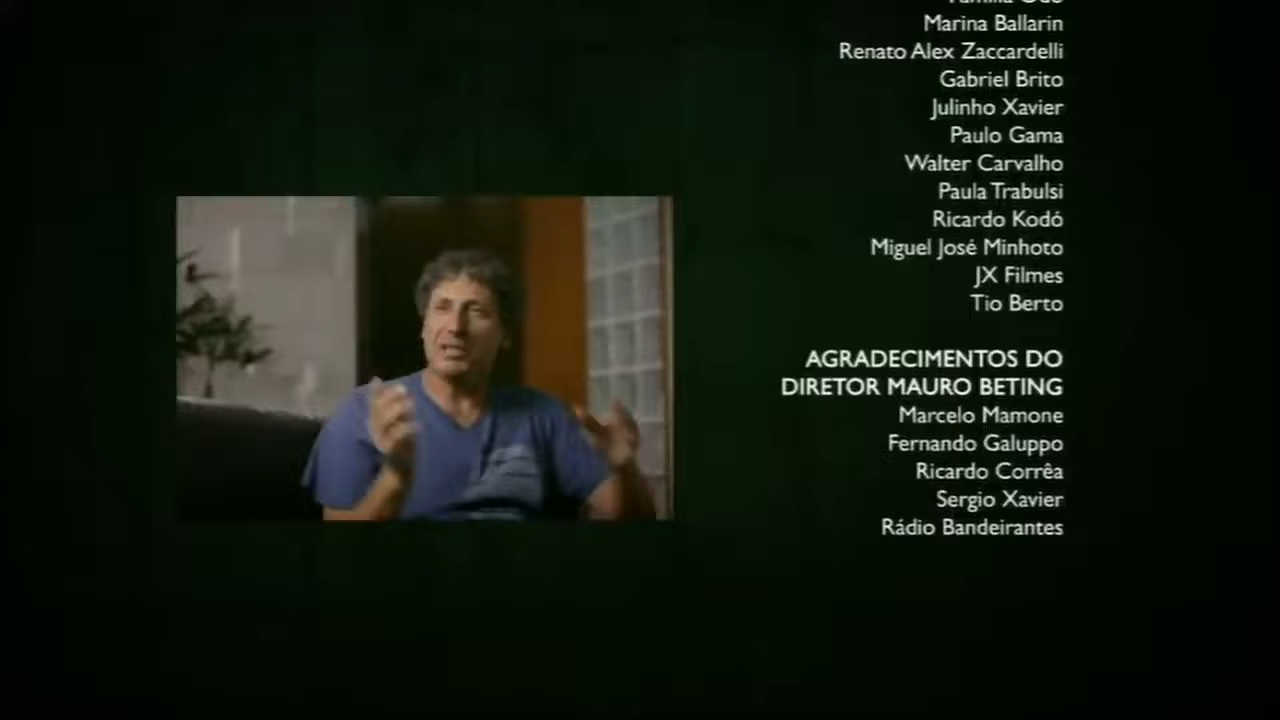 Marina Ballarin
Renato Alex Zaccardelli
Gabriel Brito
Julinho Xavier
Paulo Gama
Walter Carvalho
Paula Trabulsi
Ricardo Kodó
Miguel José Minhoto
JX Filmes
Tio Berto
AGRADECIMENTOS DO
DIRETOR MAURO BETING
Marcelo Mamone
Fernando Galuppo
Ricardo Corrêa
Sergio Xavier
Rádio Bandeirantes